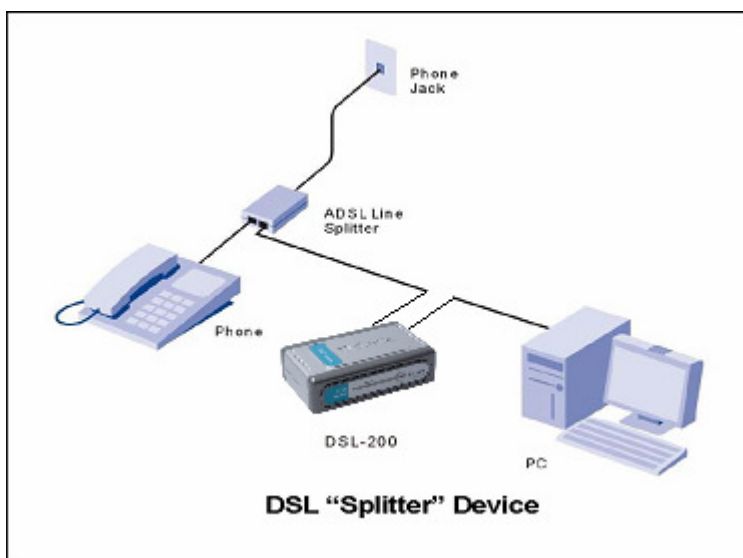 Phone
Jack
ADSL Line
Splitter
Phone
DSL-200
PC
DSL “Splitter” Device